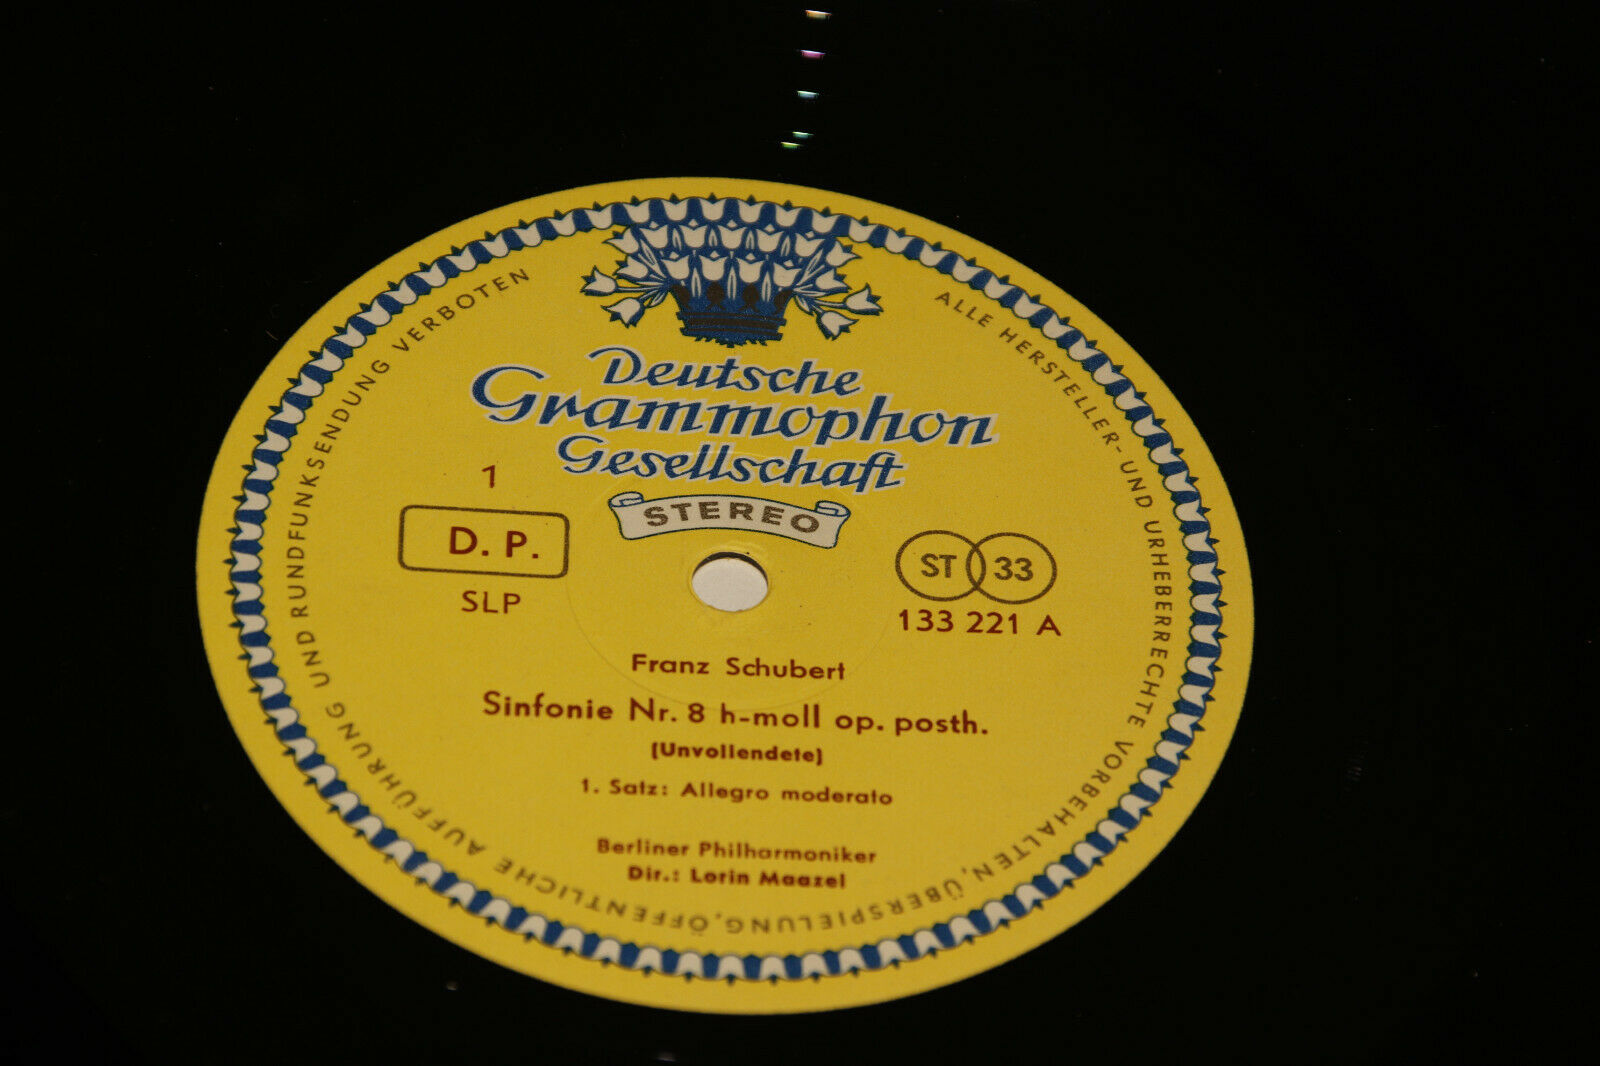 Deutsche
Grammophon
Gesellschaft
STEREO
1
D. P.
SLP
ST 33
133 221 A
Franz Schubert
Sinfonie Nr. 8 h-moll op. posth.
(Unvollendete)
1. Satz: Allegro moderato
Berliner Philharmoniker
Dir.: Lorin Maazel
ALLE HERSTELLER- UND URHEBERRECHTE VORBEHALTEN, ÜBERSPIELUNG, ÖFFENTLICHE AUFFÜHRUNG UND RUNDFUNKSENDUNG VERBOTEN